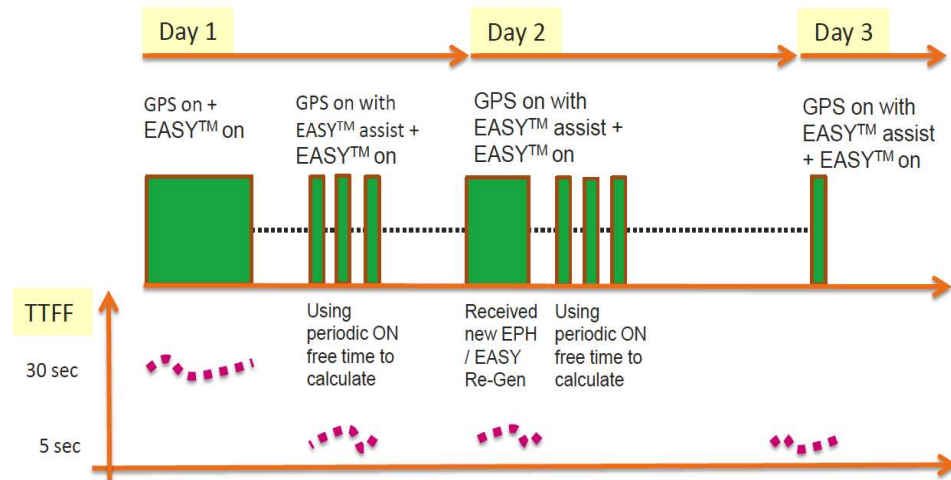 Day 1
Day 2
Day 3
GPS on +
EASY™ on
GPS on with
EASY™ assist +
EASY™ on
GPS on with
EASY™ assist +
EASY™ on
GPS on with
EASY™ assist
+ EASY™ on
TTFF
30 sec
5 sec
Using
periodic ON
free time to
calculate
Received
new EPH
/ EASY
Re-Gen
Using
periodic ON
free time to
calculate